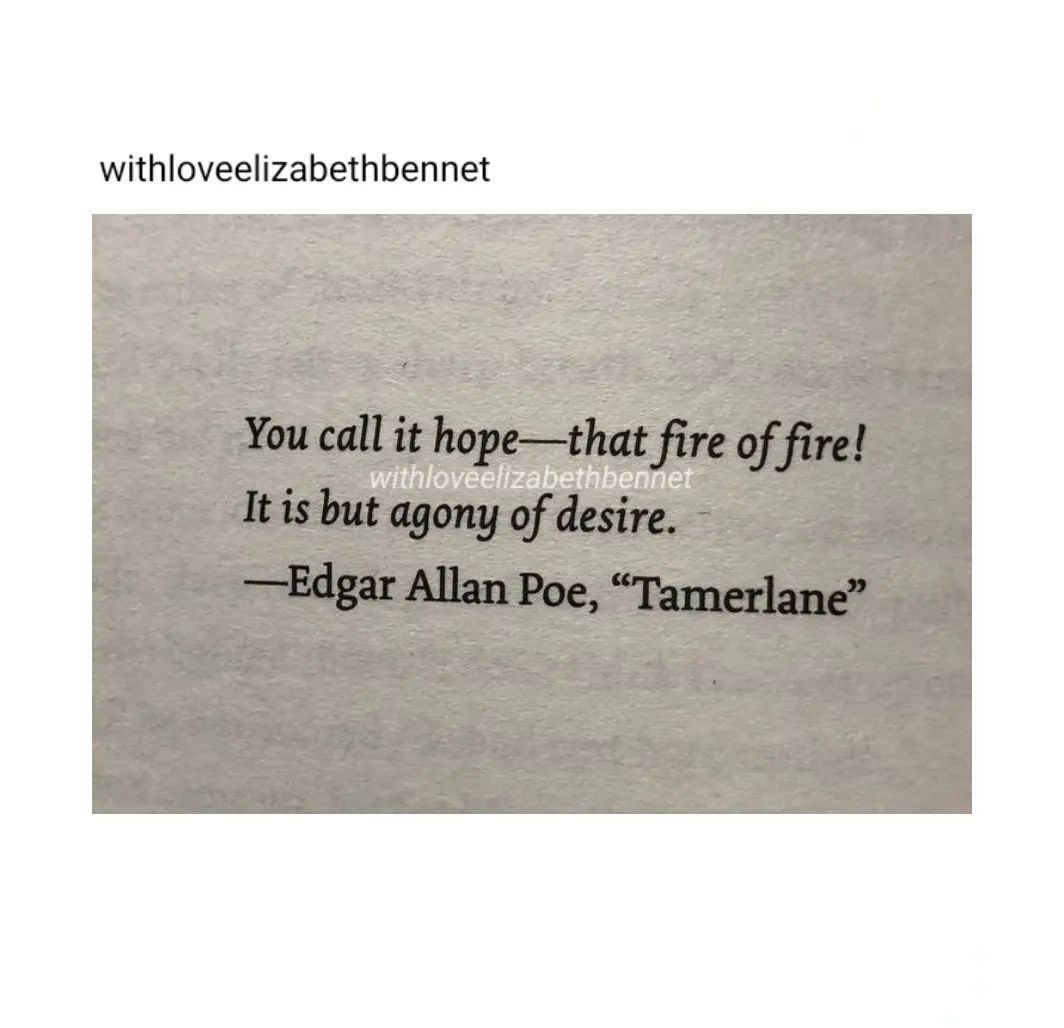 withloveelizabethbennet
You call it hope—that fire of fire!
withloveelizabethbennet
It is but agony of desire.
—Edgar Allan Poe, “Tamerlane”